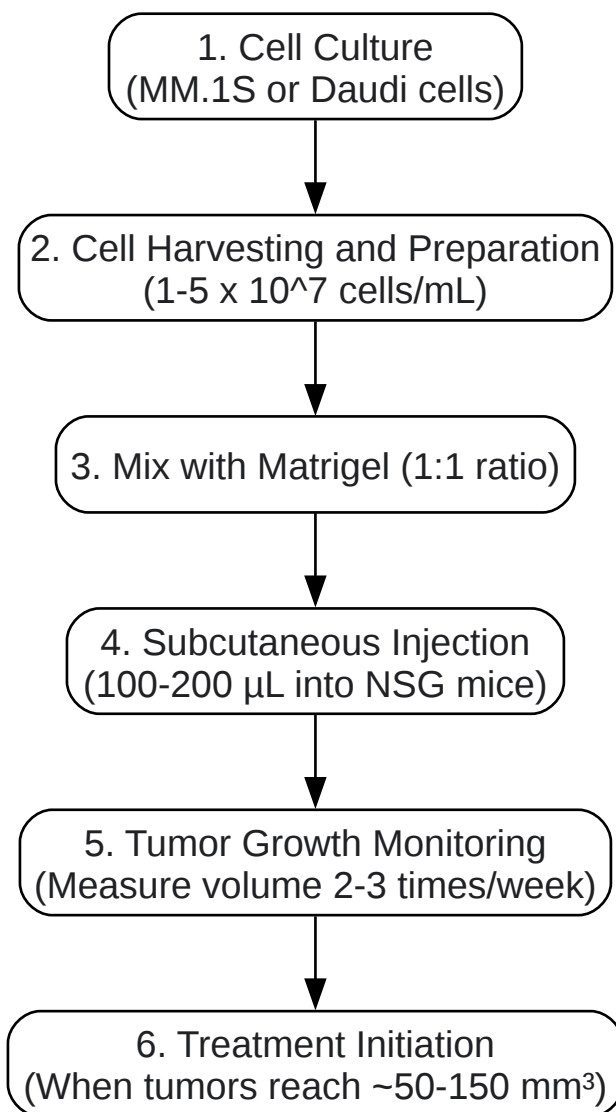 1. Cell Culture
(MM.1S or Daudi cells)
2. Cell Harvesting and Preparation
(1-5 x 10^7 cells/mL)
3. Mix with Matrigel (1:1 ratio)
4. Subcutaneous Injection
(100-200 µL into NSG mice)
5. Tumor Growth Monitoring
(Measure volume 2-3 times/week)
6. Treatment Initiation
(When tumors reach ~50-150 mm³)